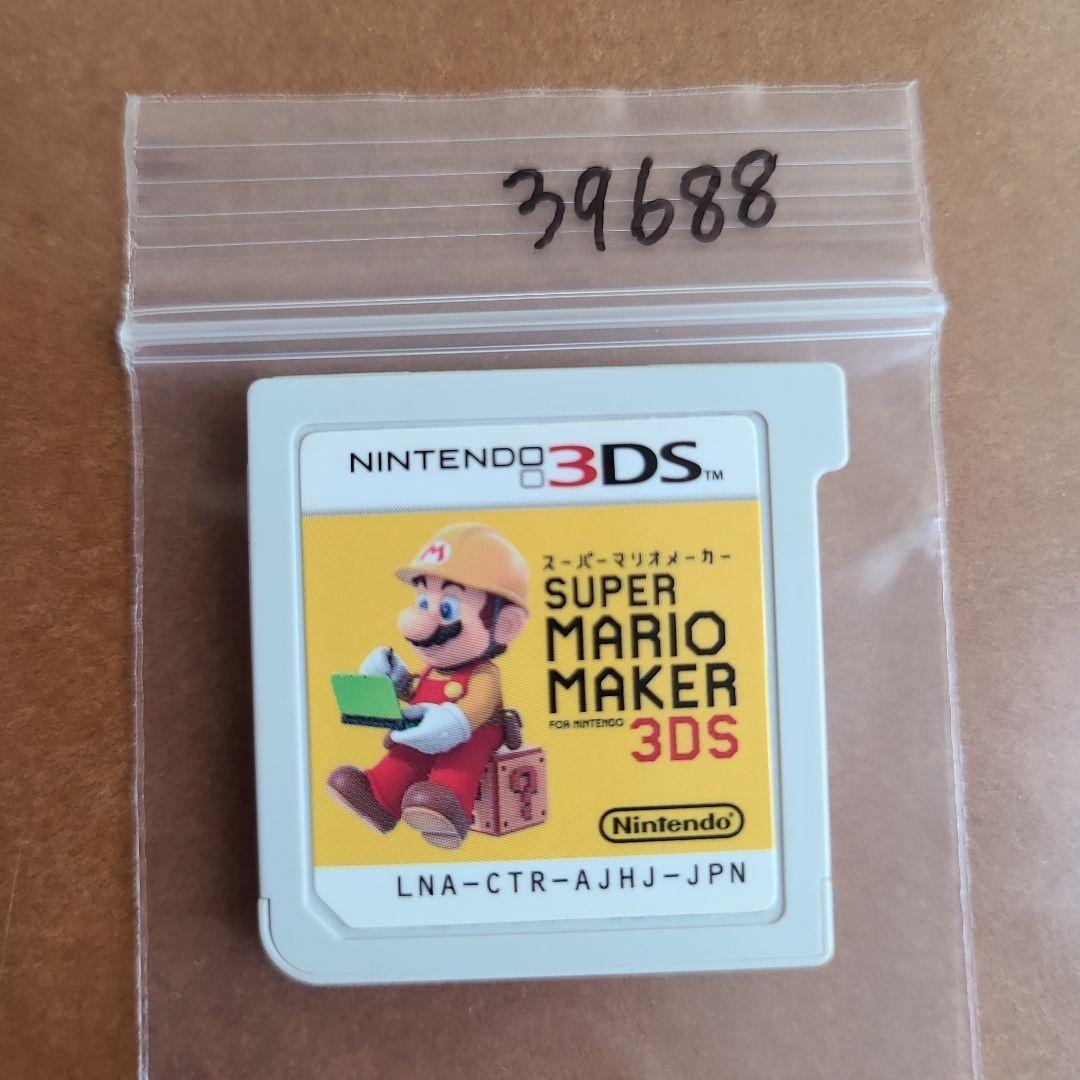 39688
NINTENDO 3DS™
スーパーマリオメーカー
SUPER
MARIO
MAKER
FOR NINTENDO
3DS
M
?
Nintendo®
LNA-CTR-AJHJ-JPN